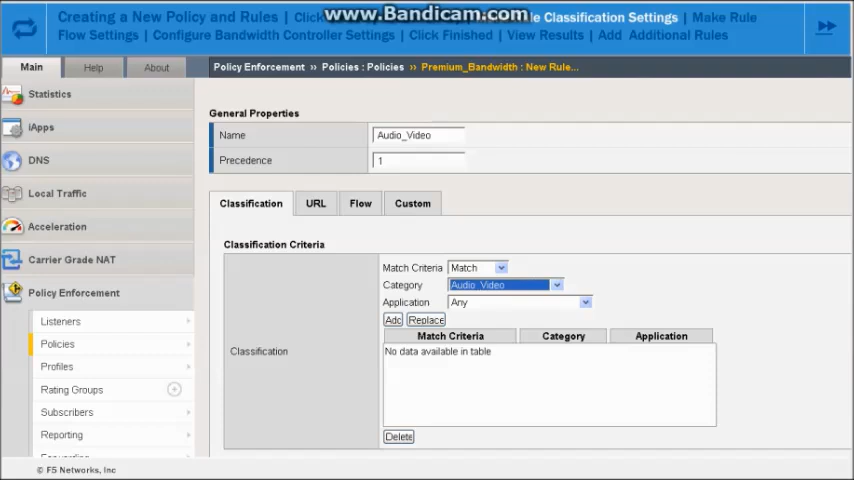 Creating a New Policy and Rules | Click www.Bandicam.com le Classification Settings | Make Rule
Flow Settings | Configure Bandwidth Controller Settings | Click Finished | View Results | Add Additional Rules
Main Help About Policy Enforcement ›› Policies : Policies ›› Premium_Bandwidth : New Rule...
Statistics
iApps
DNS
Local Traffic
Acceleration
Carrier Grade NAT
Policy Enforcement
Listeners
Policies
Profiles
Rating Groups
Subscribers
Reporting
General Properties
Name Audio_Video
Precedence 1
Classification URL Flow Custom
Classification Criteria
Classification
Match Criteria Match
Category Audio_Video
Application Any
Add Replace
Match Criteria Category Application
No data available in table
Delete
© F5 Networks, Inc